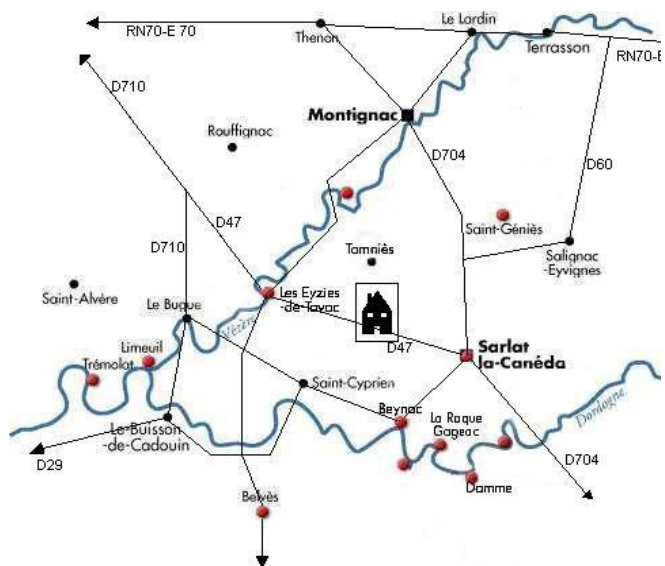 RN70-E 70
Thenon
Le Lardin
Terrasson
RN70-E
D710
Montignac
Rouffignac
D704
D60
D47
D710
Saint-Géniès
Tamniès
Salignac
-Eyvignes
Saint-Alvère
Les Eyzies
-de-Tayac
Le Bugue
Vézère
D47
Sarlat
la-Canéda
Limeuil
Trémolat
Saint-Cyprien
Beynac
La Roque
Gageac
Dordogne
Le-Buisson
-de-Cadouin
D29
D704
Damme
Belvès